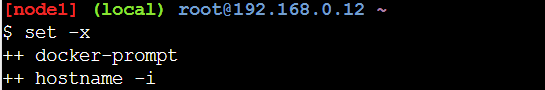 [node1] (local) root@192.168.0.12 ~
$ set -x
++ docker-prompt
++ hostname -i